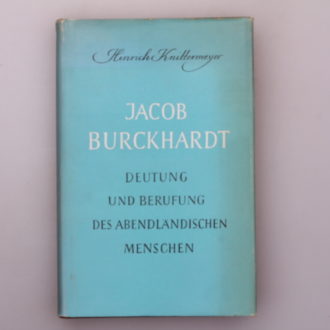 Hinrich Knittermeyer
JACOB
BURCKHARDT
DEUTUNG
UND BERUFUNG
DES ABENDLÄNDISCHEN
MENSCHEN